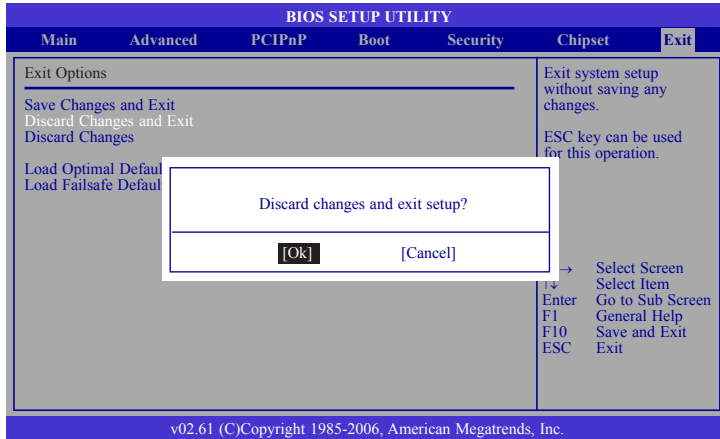 BIOS SETUP UTILITY
Main Advanced PCIPnP Boot Security Chipset Exit
Exit Options
Save Changes and Exit
Discard Changes and Exit
Discard Changes
Load Optimal Defaul
Load Failsafe Defaul
Discard changes and exit setup?
[Ok] [Cancel]
Exit system setup
without saving any
changes.
ESC key can be used
for this operation.
→ Select Screen
↑↓ Select Item
Enter Go to Sub Screen
F1 General Help
F10 Save and Exit
ESC Exit
v02.61 (C)Copyright 1985-2006, American Megatrends, Inc.